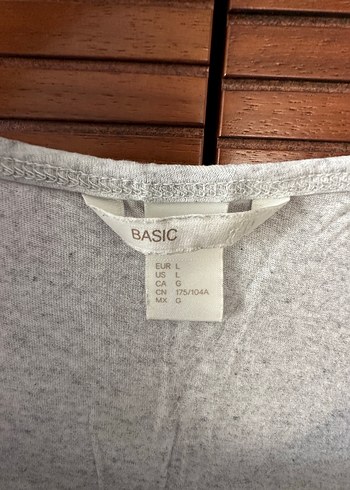 BASIC
EUR L
US L
CA G
CN 175/104A
MX G